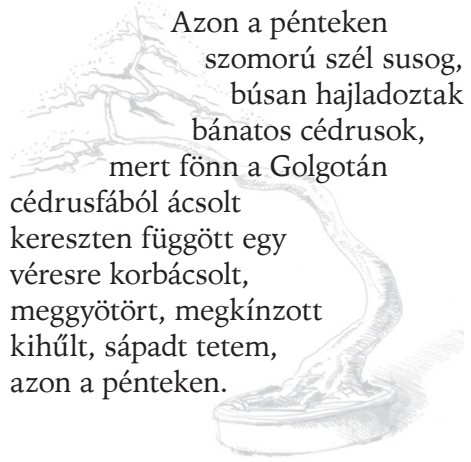 Azon a pénteken
szomorú szél susog,
búsan hajladoztak
bánatos cédrusok,
mert fönn a Golgotán
cédrusfából ácsolt
kereszten függött egy
véresre korbácsolt,
meggyötört, megkínzott
kihűlt, sápadt tetem,
azon a pénteken.